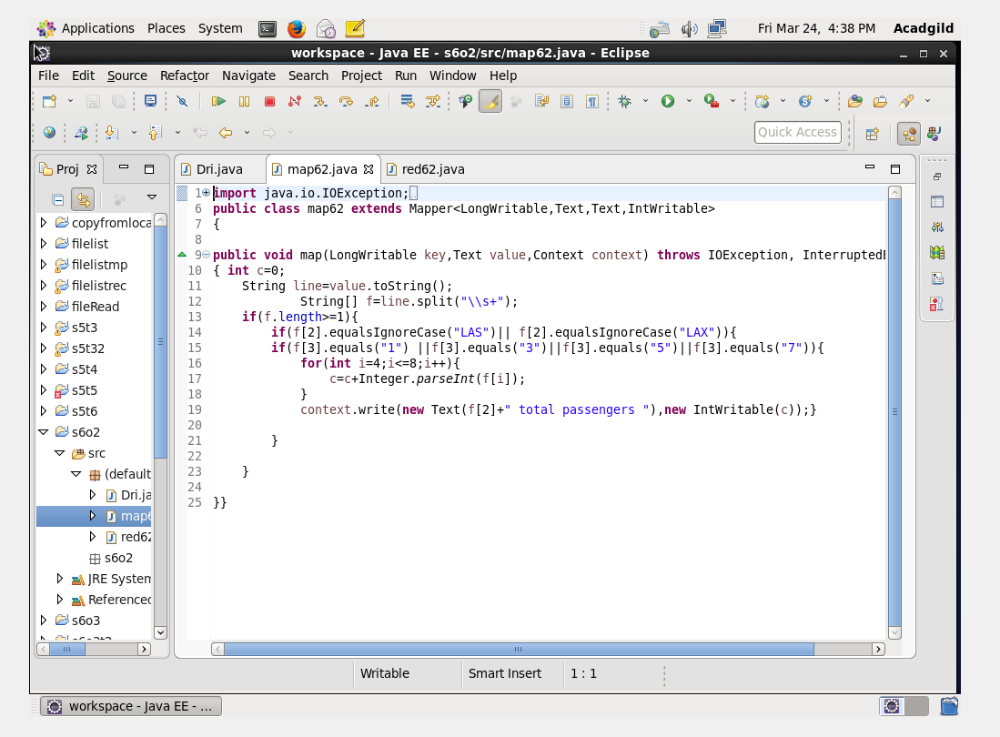 Applications Places System Fri Mar 24, 4:38 PM Acadgild
workspace - Java EE - s6o2/src/map62.java - Eclipse
File Edit Source Refactor Navigate Search Project Run Window Help
Quick Access
Proj
Dri.java map62.java red62.java
copyfromloca
filelist
filelistmp
filelistrec
fileRead
s5t3
s5t32
s5t4
s5t5
s5t6
s6o2
src
(default
Dri.ja
map6
red62
s6o2
JRE System
Referenced
s6o3
1 import java.io.IOException;
6 public class map62 extends Mapper<LongWritable,Text,Text,IntWritable>
7 {
8
9 public void map(LongWritable key,Text value,Context context) throws IOException, InterruptedE
10 { int c=0;
11 String line=value.toString();
12 String[] f=line.split("\\s+");
13 if(f.length>=1){
14 if(f[2].equalsIgnoreCase("LAS")|| f[2].equalsIgnoreCase("LAX")){
15 if(f[3].equals("1") ||f[3].equals("3")||f[3].equals("5")||f[3].equals("7")){
16 for(int i=4;i<=8;i++){
17 c=c+Integer.parseInt(f[i]);
18 }
19 context.write(new Text(f[2]+" total passengers "),new IntWritable(c));}
20
21 }
22
23 }
24
25 }}
Writable Smart Insert 1 : 1
workspace - Java EE - ...